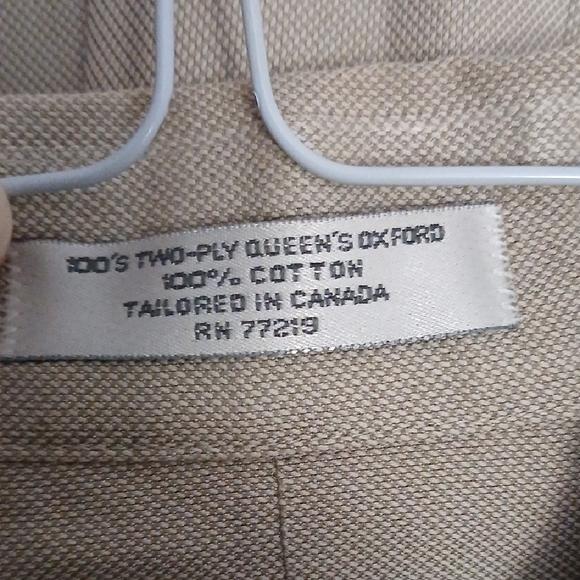 100'S TWO-PLY QUEEN'S OXFORD
100% COTTON
TAILORED IN CANADA
RN 77219